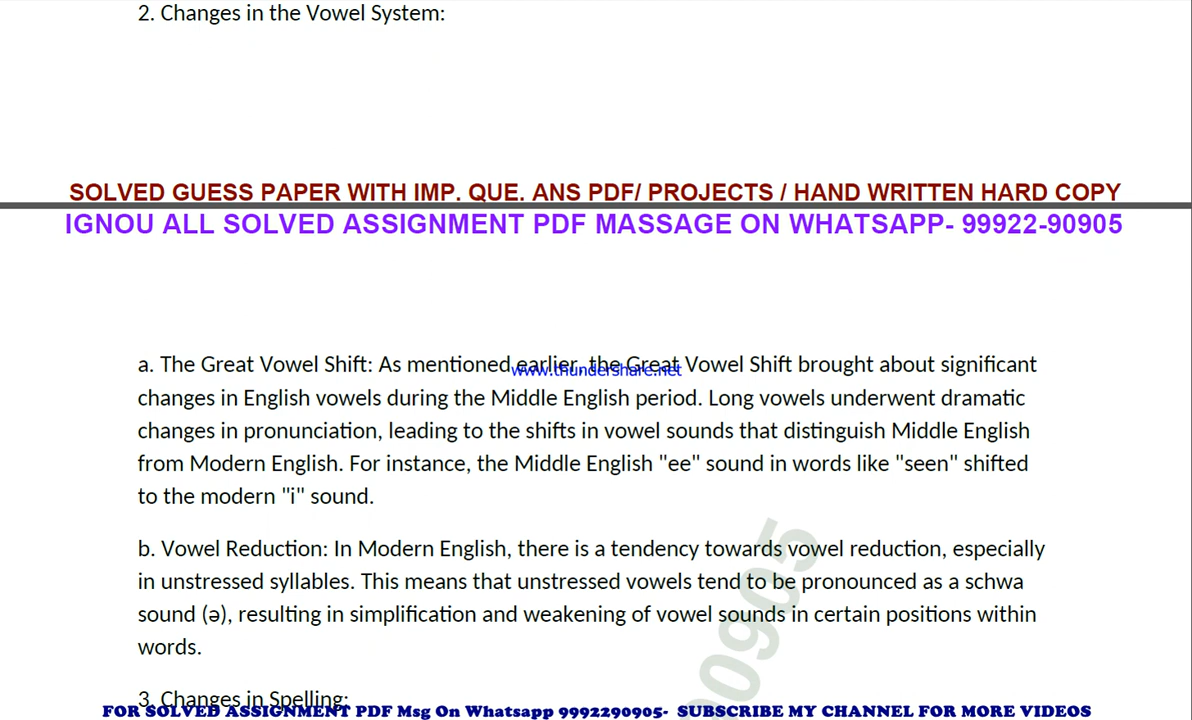 2. Changes in the Vowel System:
SOLVED GUESS PAPER WITH IMP. QUE. ANS PDF/ PROJECTS / HAND WRITTEN HARD COPY
IGNOU ALL SOLVED ASSIGNMENT PDF MASSAGE ON WHATSAPP- 99922-90905
a. The Great Vowel Shift: As mentioned earlier, the Great Vowel Shift brought about significant
www.thundershare.net
changes in English vowels during the Middle English period. Long vowels underwent dramatic
changes in pronunciation, leading to the shifts in vowel sounds that distinguish Middle English
from Modern English. For instance, the Middle English "ee" sound in words like "seen" shifted
to the modern "i" sound.
b. Vowel Reduction: In Modern English, there is a tendency towards vowel reduction, especially
in unstressed syllables. This means that unstressed vowels tend to be pronounced as a schwa
sound (ə), resulting in simplification and weakening of vowel sounds in certain positions within
words.
90905
3. Changes in Spelling:
FOR SOLVED ASSIGNMENT PDF Msg On Whatsapp 9992290905- SUBSCRIBE MY CHANNEL FOR MORE VIDEOS